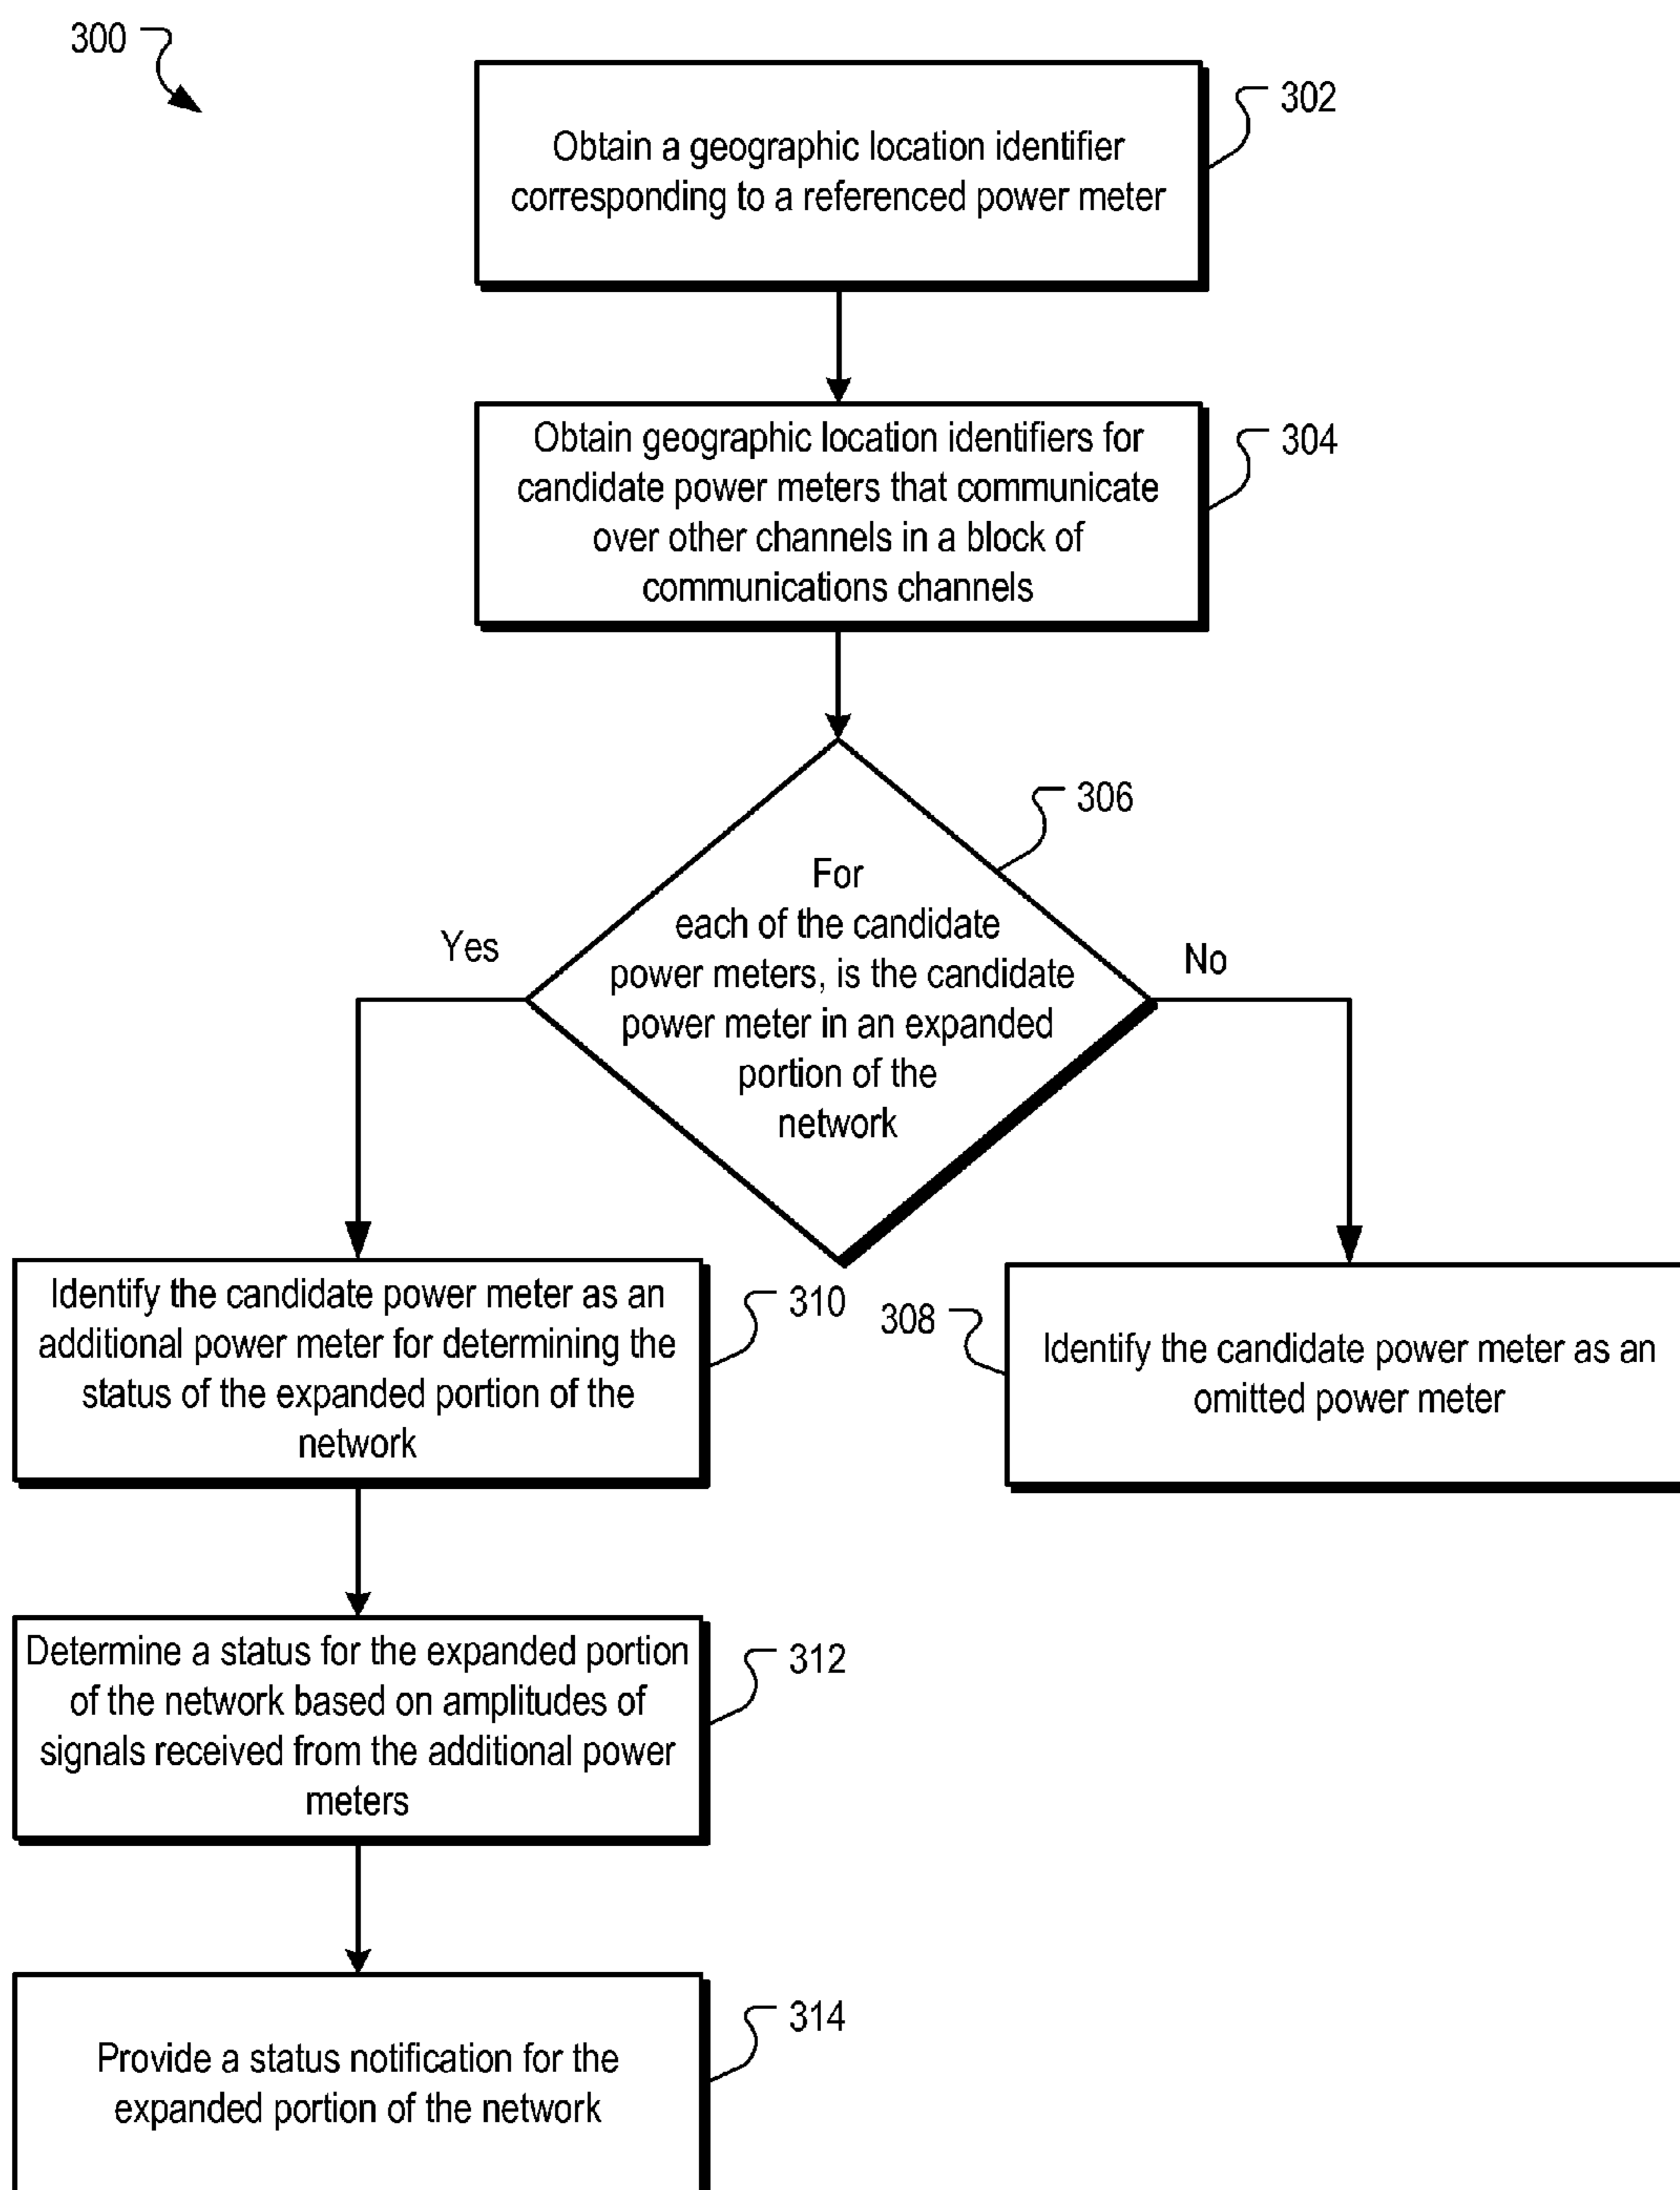 300
302
Obtain a geographic location identifier
corresponding to a referenced power meter
304
Obtain geographic location identifiers for
candidate power meters that communicate
over other channels in a block of
communications channels
306
For
each of the candidate
power meters, is the candidate
power meter in an expanded
portion of the
network
Yes
No
Identify the candidate power meter as an
additional power meter for determining the
status of the expanded portion of the
network
310
308
Identify the candidate power meter as an
omitted power meter
Determine a status for the expanded portion
of the network based on amplitudes of
signals received from the additional power
meters
312
Provide a status notification for the
expanded portion of the network
314